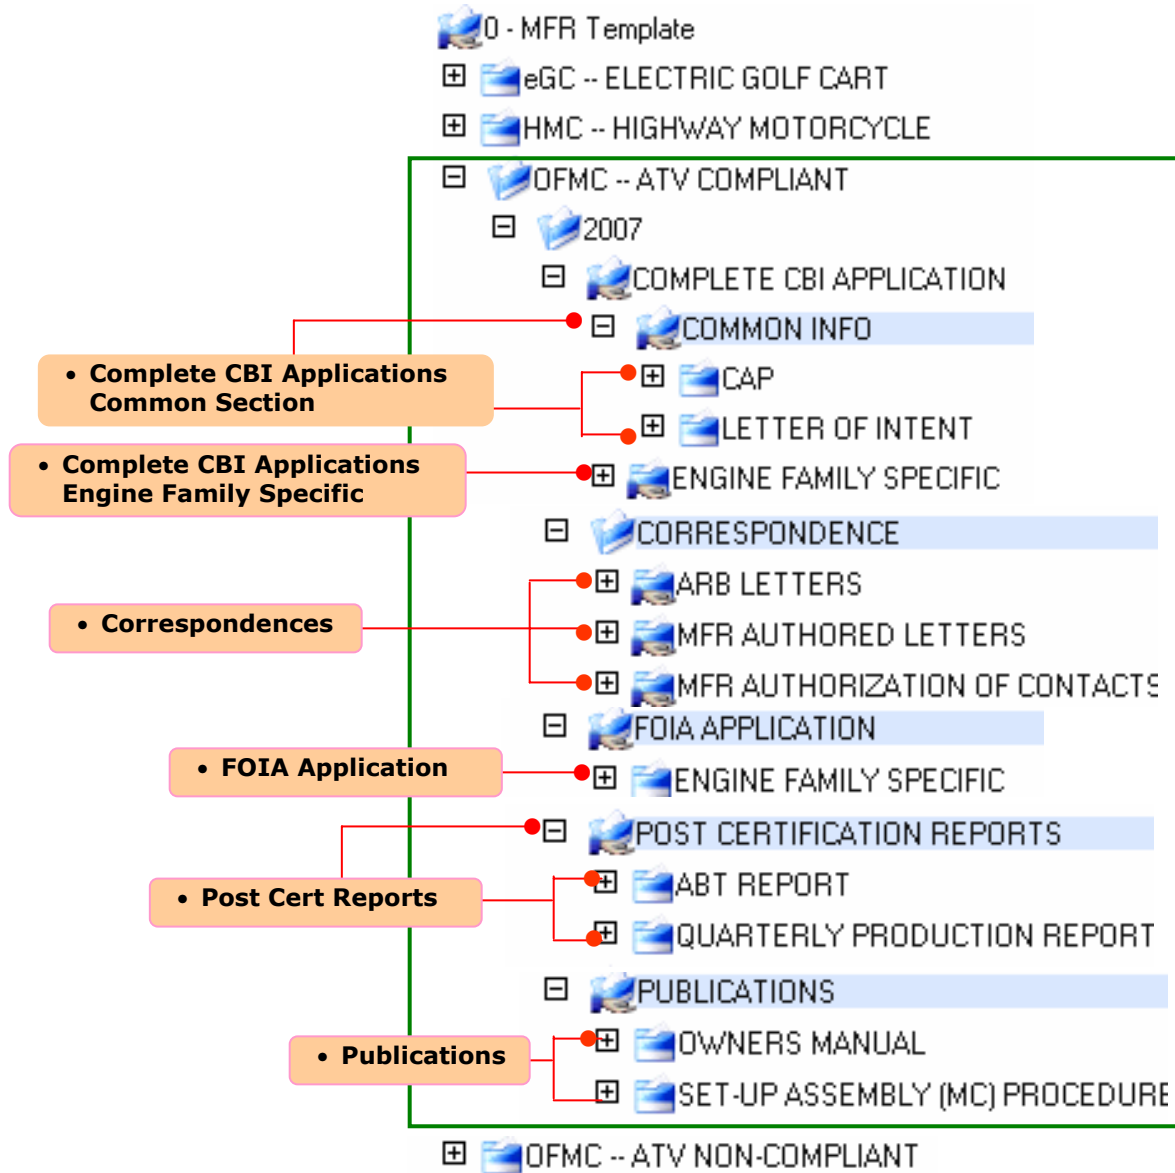 0 - MFR Template
eGC -- ELECTRIC GOLF CART
HMC -- HIGHWAY MOTORCYCLE
OFMC -- ATV COMPLIANT
2007
COMPLETE CBI APPLICATION
COMMON INFO
• Complete CBI Applications
Common Section
CAP
LETTER OF INTENT
• Complete CBI Applications
Engine Family Specific
ENGINE FAMILY SPECIFIC
CORRESPONDENCE
ARB LETTERS
• Correspondences
MFR AUTHORED LETTERS
MFR AUTHORIZATION OF CONTACTS
FOIA APPLICATION
• FOIA Application
ENGINE FAMILY SPECIFIC
POST CERTIFICATION REPORTS
• Post Cert Reports
ABT REPORT
QUARTERLY PRODUCTION REPORT
PUBLICATIONS
OWNERS MANUAL
• Publications
SET-UP ASSEMBLY (MC) PROCEDURE
OFMC -- ATV NON-COMPLIANT